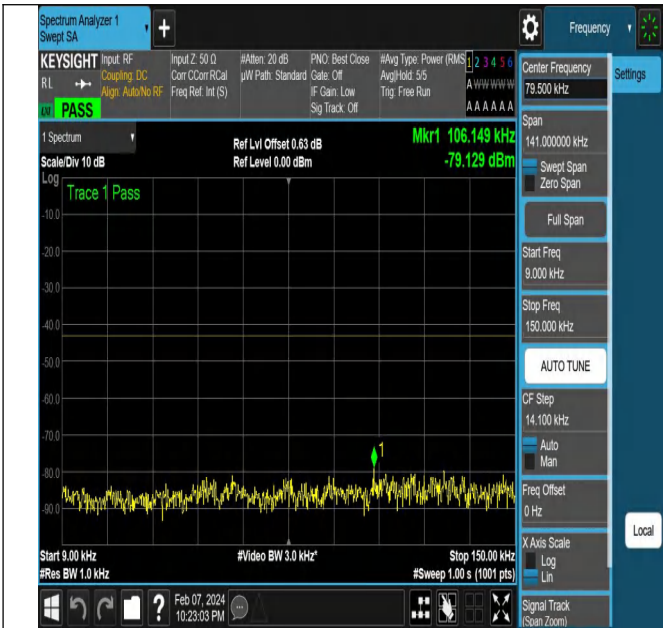 Spectrum Analyzer 1
Swept SA
+
Frequency
KEYSIGHT
RL
PASS
Input: RF
Coupling: DC
Align: Auto/No RF
Input Z: 50 Ω
Corr CCorr RCal
Freq Ref: Int (S)
#Atten: 20 dB
µW Path: Standard
PNO: Best Close
Gate: Off
IF Gain: Low
Sig Track: Off
#Avg Type: Power (RMS
Avg|Hold: 5/5
Trig: Free Run
1 2 3 4 5 6
A W W W W W
A A A A A A
1 Spectrum
Scale/Div 10 dB
Log
Ref Lvl Offset 0.63 dB
Ref Level 0.00 dBm
Mkr1 106.149 kHz
-79.129 dBm
Trace 1 Pass
-10.0
-20.0
-30.0
-40.0
-50.0
-60.0
-70.0
-80.0
-90.0
1
Start 9.00 kHz
#Res BW 1.0 kHz
#Video BW 3.0 kHz*
Stop 150.00 kHz
#Sweep 1.00 s (1001 pts)
?
Feb 07, 2024
10:23:03 PM
Center Frequency
79.500 kHz
Settings
Span
141.000000 kHz
Swept Span
Zero Span
Full Span
Start Freq
9.000 kHz
Stop Freq
150.000 kHz
AUTO TUNE
CF Step
14.100 kHz
Auto
Man
Freq Offset
0 Hz
Local
X Axis Scale
Log
Lin
Signal Track
(Span Zoom)